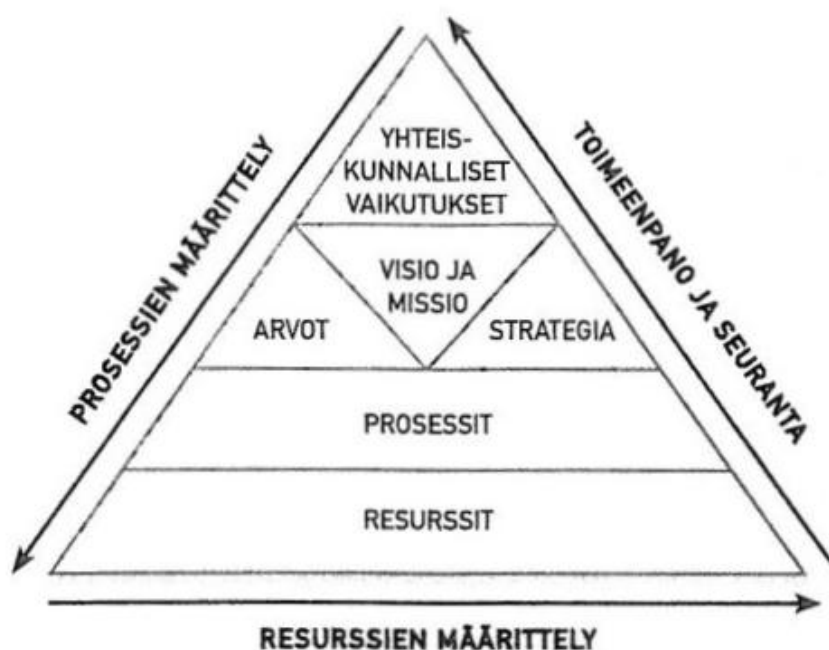 YHTEIS-
KUNNALLISET
VAIKUTUKSET
VISIO JA
MISSIO
ARVOT
STRATEGIA
PROSESSIT
RESURSSIT
PROSESSIEN MÄÄRITTELY
TOIMEENPANO JA SEURANTA
RESURSSIEN MÄÄRITTELY